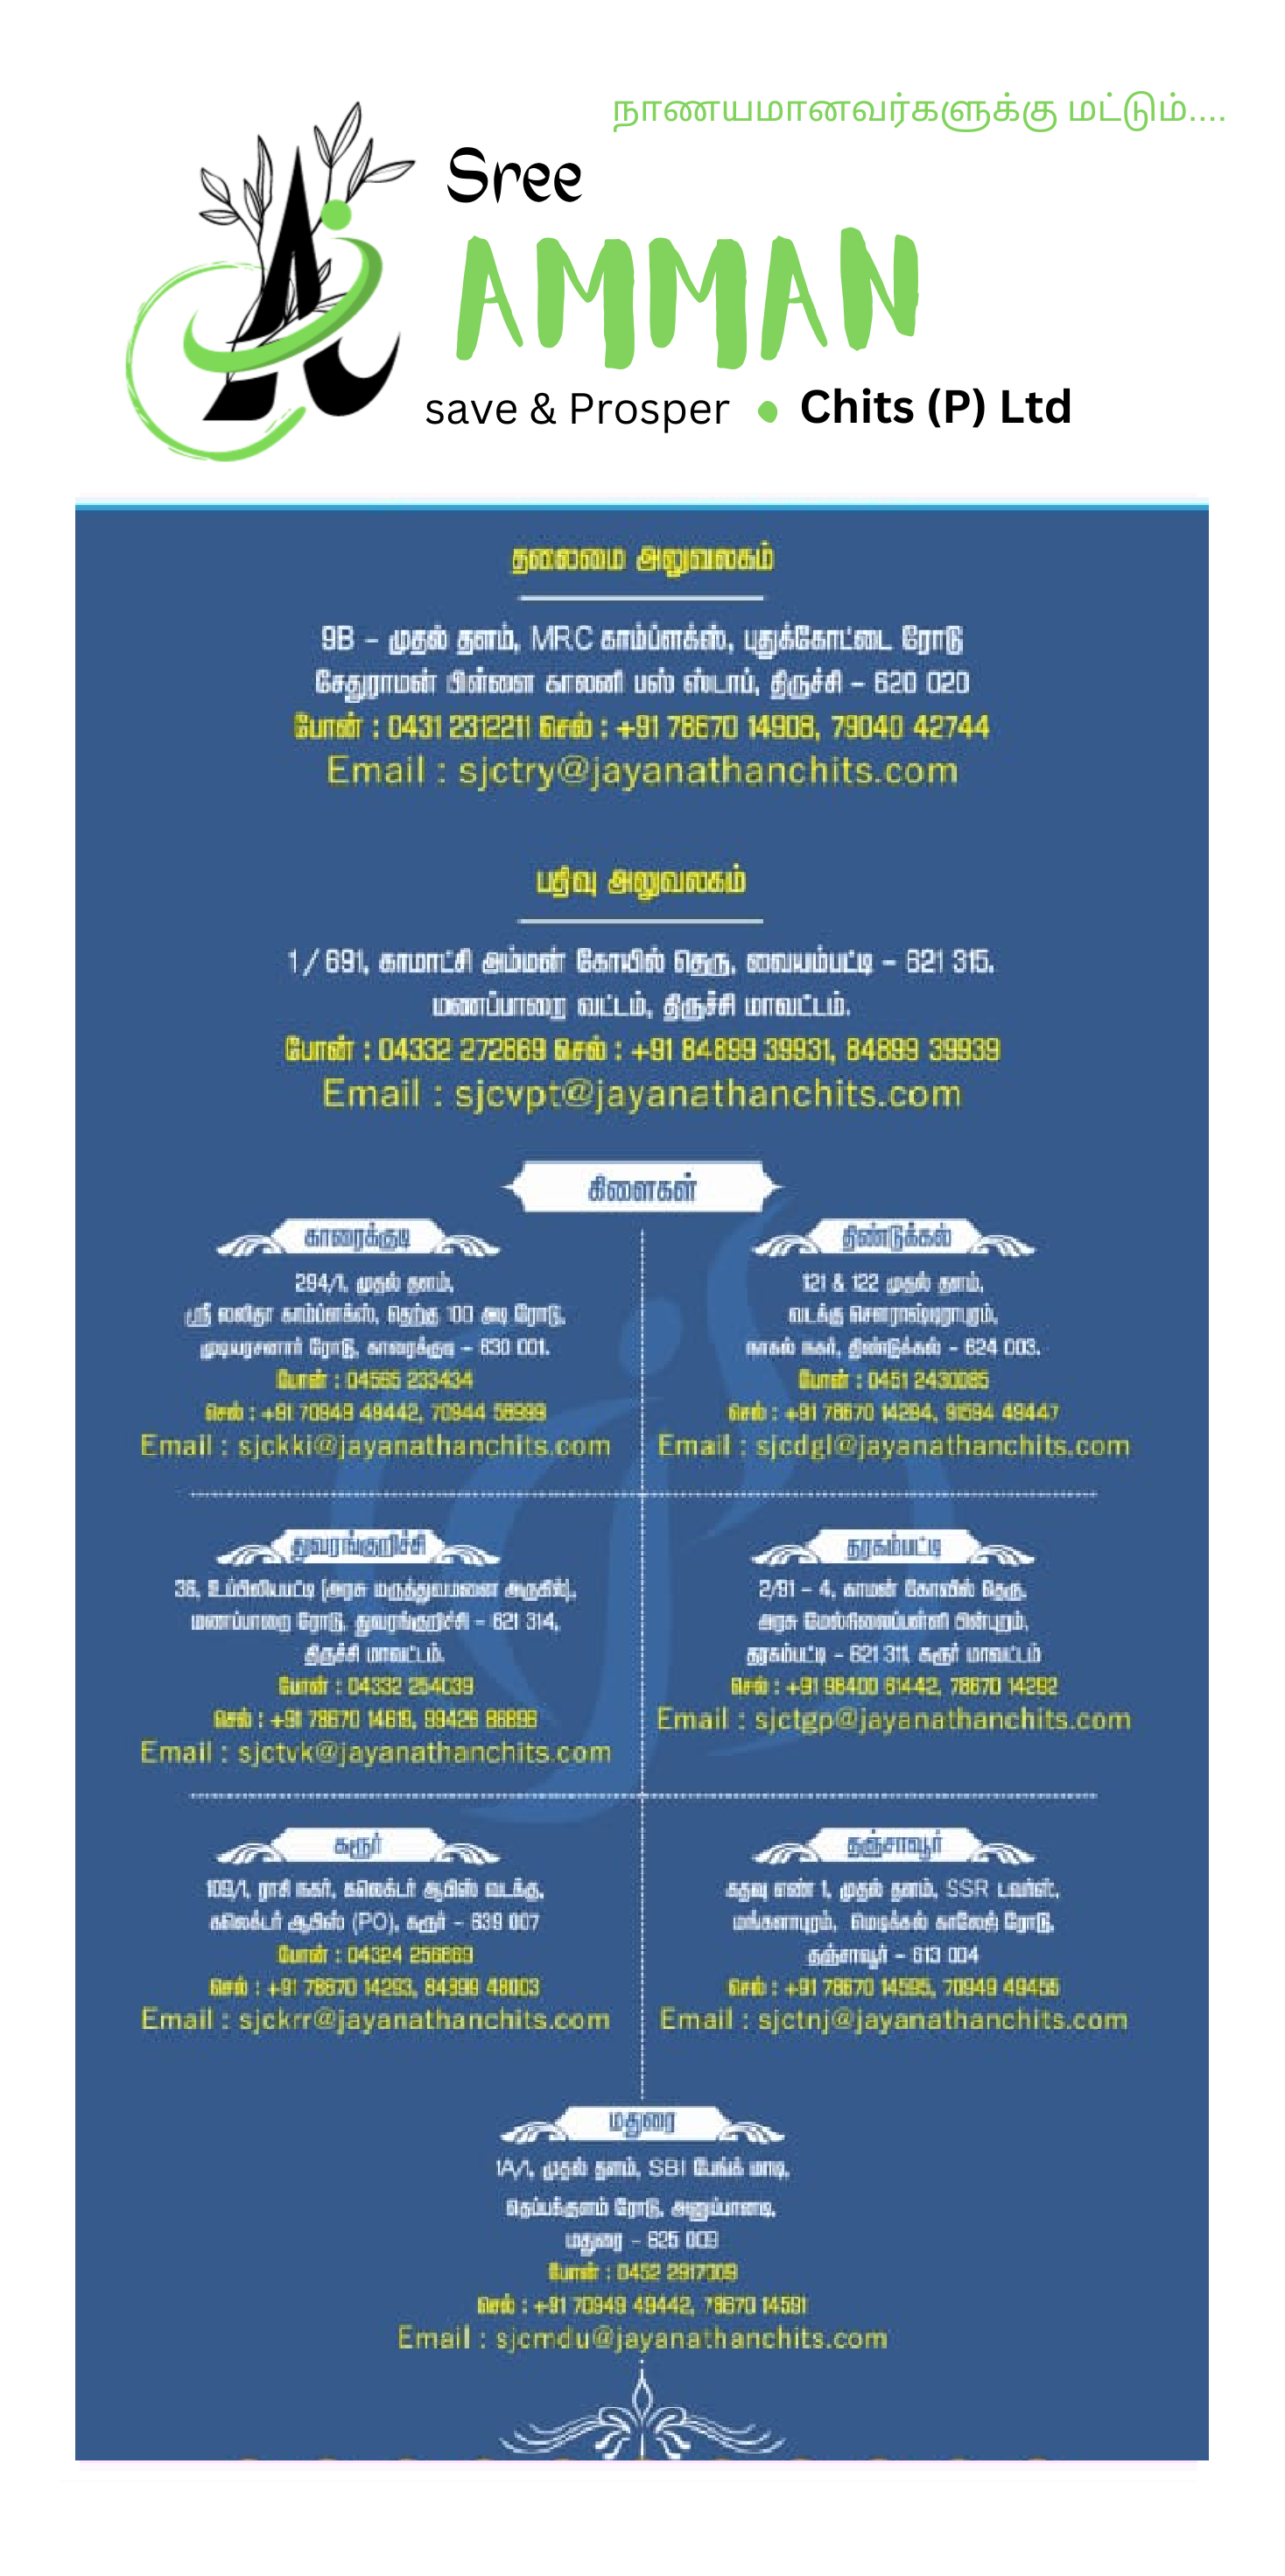 நாணயமானவர்களுக்கு மட்டும்....
Sree
AMMAN
save & Prosper • Chits (P) Ltd
தலைமை அலுவலகம்
9B – முதல் தளம், MRC காம்ப்ளக்ஸ், புதுக்கோட்டை ரோடு
சேதுராமன் பிள்ளை காலனி பஸ் ஸ்டாப், திருச்சி – 620 020
போன் : 0431 2312211 செல் : +91 78670 14908, 79040 42744
Email : sjctry@jayanathanchits.com
பதிவு அலுவலகம்
1 / 691, காமாட்சி அம்மன் கோயில் தெரு, வையம்பட்டி – 621 315.
மணப்பாறை வட்டம், திருச்சி மாவட்டம்.
போன் : 04332 272869 செல் : +91 84899 39931, 84899 39939
Email : sjcvpt@jayanathanchits.com
கிளைகள்
காரைக்குடி
294/1, முதல் தளம்,
ஸ்ரீ லலிதா காம்ப்ளக்ஸ், தெற்கு 100 அடி ரோடு,
முடியரசனார் ரோடு, காரைக்குடி – 630 001.
போன் : 04565 233434
செல் : +91 70949 49442, 70944 58999
Email : sjckki@jayanathanchits.com
திண்டுக்கல்
121 & 122 முதல் தளம்,
வடக்கு சௌராஷ்டிராபுரம்,
நாகல் நகர், திண்டுக்கல் – 624 003.
போன் : 0451 2430085
செல் : +91 78670 14294, 91594 49447
Email : sjcdgl@jayanathanchits.com
துவரங்குறிச்சி
36, உப்பிலியபட்டி (அரசு மருத்துவமனை அருகில்),
மணப்பாறை ரோடு, துவரங்குறிச்சி – 621 314,
திருச்சி மாவட்டம்.
போன் : 04332 254039
செல் : +91 78670 14619, 99426 86896
Email : sjctvk@jayanathanchits.com
தரகம்பட்டி
2/91 – 4, காமன் கோவில் தெரு,
அரசு மேல்நிலைப்பள்ளி பின்புறம்,
தரகம்பட்டி – 621 311, கரூர் மாவட்டம்
செல் : +91 96400 61442, 78670 14292
Email : sjctgp@jayanathanchits.com
கரூர்
109/1, ராசி நகர், கலெக்டர் ஆபிஸ் வடக்கு,
கலெக்டர் ஆபிஸ் (PO), கரூர் – 639 007
போன் : 04324 256869
செல் : +91 78670 14293, 84899 48003
Email : sjckrr@jayanathanchits.com
தஞ்சாவூர்
கதவு எண் 1, முதல் தளம், SSR டவர்ஸ்,
மங்களாபுரம், மெடிக்கல் காலேஜ் ரோடு,
தஞ்சாவூர் – 613 004
செல் : +91 78670 14595, 70949 49455
Email : sjctnj@jayanathanchits.com
மதுரை
1A/1, முதல் தளம், SBI பேங்க் மாடி,
தெப்பக்குளம் ரோடு, அனுப்பானடி,
மதுரை – 625 009
போன் : 0452 2917009
செல் : +91 70949 49442, 78670 14591
Email : sjcmdu@jayanathanchits.com